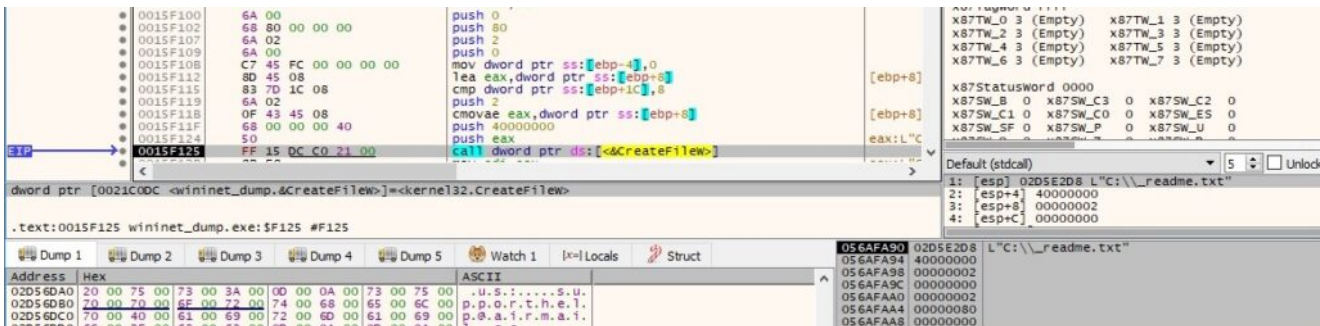 x87TagWord FFFF
x87TW_0 3 (Empty) x87TW_1 3 (Empty)
x87TW_2 3 (Empty) x87TW_3 3 (Empty)
x87TW_4 3 (Empty) x87TW_5 3 (Empty)
x87TW_6 3 (Empty) x87TW_7 3 (Empty)
x87StatusWord 0000
x87SW_B 0 x87SW_C3 0 x87SW_C2 0
x87SW_C1 0 x87SW_C0 0 x87SW_ES 0
x87SW_SF 0 x87SW_P 0 x87SW_U 0
0015F100 6A 00 push 0
0015F102 68 80 00 00 00 push 80
0015F107 6A 02 push 2
0015F109 6A 00 push 0
0015F10B C7 45 FC 00 00 00 00 mov dword ptr ss:[ebp-4],0
0015F112 8D 45 08 lea eax,dword ptr ss:[ebp+8] [ebp+8]
0015F115 83 7D 1C 08 cmp dword ptr ss:[ebp+1C],8
0015F119 6A 02 push 2
0015F11B 0F 43 45 08 cmovae eax,dword ptr ss:[ebp+8] [ebp+8]
0015F11F 68 00 00 00 40 push 40000000
0015F124 50 push eax eax:L"C
EIP 0015F125 FF 15 DC C0 21 00 call dword ptr ds:[<&CreateFileW>]
Default (stdcall) 5 Unlock
1: [esp] 02D5E2D8 L"C:\\_readme.txt"
2: [esp+4] 40000000
3: [esp+8] 00000002
4: [esp+C] 00000000
dword ptr [0021C0DC <wininet_dump.&CreateFileW>]=<kernel32.CreateFileW>
.text:0015F125 wininet_dump.exe:$F125 #F125
Dump 1 Dump 2 Dump 3 Dump 4 Dump 5 Watch 1 [x=] Locals Struct
Address Hex ASCII
02D56DA0 20 00 75 00 73 00 3A 00 0D 00 0A 00 73 00 75 00 .u.s.:.....s.u.
02D56DB0 70 00 70 00 6F 00 72 00 74 00 68 00 65 00 6C 00 p.p.o.r.t.h.e.l.
02D56DC0 70 00 40 00 61 00 69 00 72 00 6D 00 61 00 69 00 p.@.a.i.r.m.a.i.
056AFA90 02D5E2D8 L"C:\\_readme.txt"
056AFA94 40000000
056AFA98 00000002
056AFA9C 00000000
056AFAA0 00000002
056AFAA4 00000080
056AFAA8 00000000